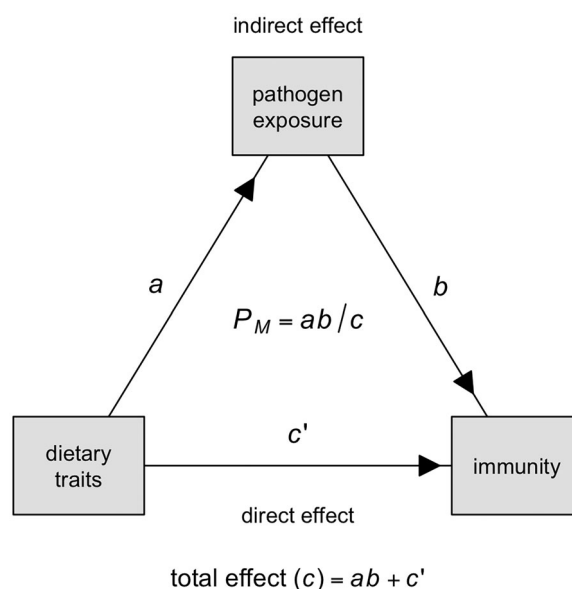 indirect effect
pathogen
exposure
a
b
P_M = ab/c
c'
dietary
traits
immunity
direct effect
total effect (c) = ab + c'